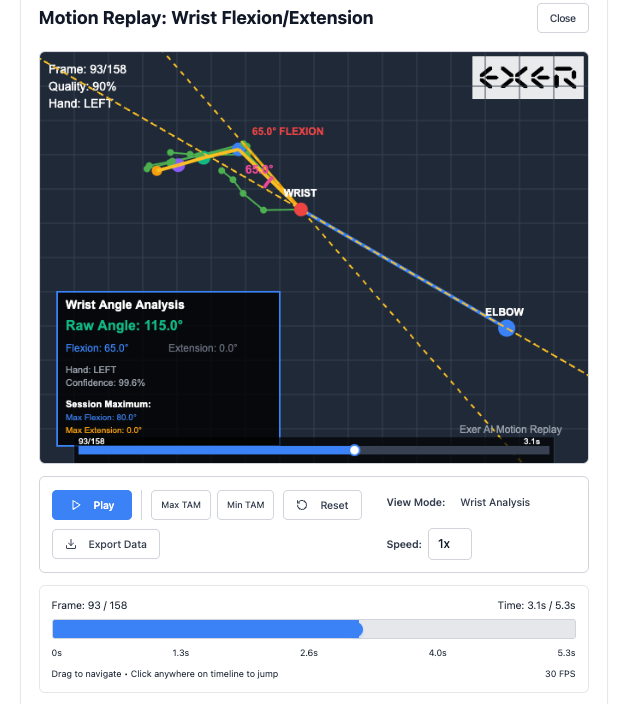 Motion Replay: Wrist Flexion/Extension
Close
Frame: 93/158
Quality: 90%
Hand: LEFT
EXER
65.0° FLEXION
65.0°
WRIST
ELBOW
Wrist Angle Analysis
Raw Angle: 115.0°
Flexion: 65.0°
Extension: 0.0°
Hand: LEFT
Confidence: 99.6%
Session Maximum:
Max Flexion: 80.0°
Max Extension: 0.0°
Exer AI Motion Replay
93/158
3.1s
Play
Max TAM
Min TAM
Reset
View Mode: Wrist Analysis
Export Data
Speed: 1x
Frame: 93 / 158
Time: 3.1s / 5.3s
0s
1.3s
2.6s
4.0s
5.3s
Drag to navigate • Click anywhere on timeline to jump
30 FPS